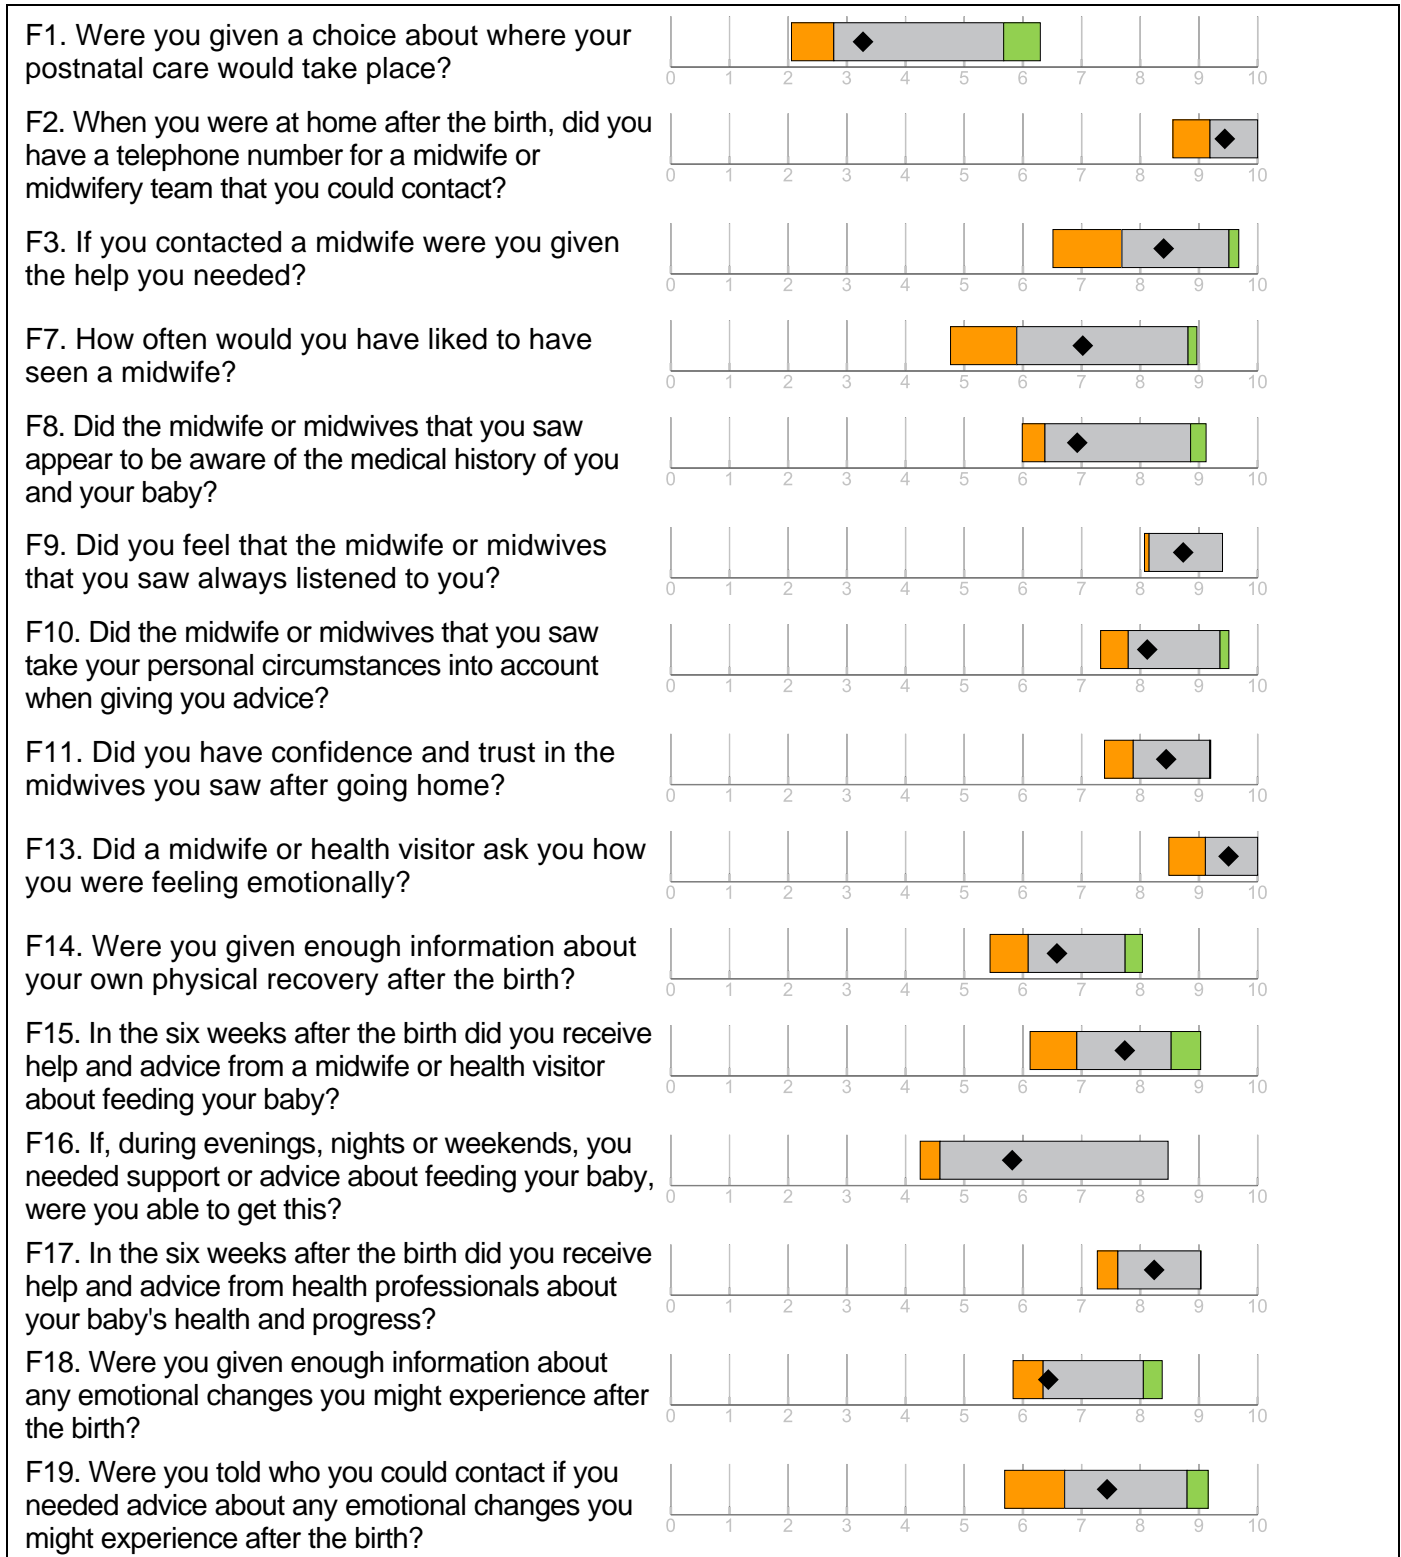 F1. Were you given a choice about where your
postnatal care would take place?
0 1 2 3 4 5 6 7 8 9 10
F2. When you were at home after the birth, did you
have a telephone number for a midwife or
midwifery team that you could contact?
0 1 2 3 4 5 6 7 8 9 10
F3. If you contacted a midwife were you given
the help you needed?
0 1 2 3 4 5 6 7 8 9 10
F7. How often would you have liked to have
seen a midwife?
0 1 2 3 4 5 6 7 8 9 10
F8. Did the midwife or midwives that you saw
appear to be aware of the medical history of you
and your baby?
0 1 2 3 4 5 6 7 8 9 10
F9. Did you feel that the midwife or midwives
that you saw always listened to you?
0 1 2 3 4 5 6 7 8 9 10
F10. Did the midwife or midwives that you saw
take your personal circumstances into account
when giving you advice?
0 1 2 3 4 5 6 7 8 9 10
F11. Did you have confidence and trust in the
midwives you saw after going home?
0 1 2 3 4 5 6 7 8 9 10
F13. Did a midwife or health visitor ask you how
you were feeling emotionally?
0 1 2 3 4 5 6 7 8 9 10
F14. Were you given enough information about
your own physical recovery after the birth?
0 1 2 3 4 5 6 7 8 9 10
F15. In the six weeks after the birth did you receive
help and advice from a midwife or health visitor
about feeding your baby?
0 1 2 3 4 5 6 7 8 9 10
F16. If, during evenings, nights or weekends, you
needed support or advice about feeding your baby,
were you able to get this?
0 1 2 3 4 5 6 7 8 9 10
F17. In the six weeks after the birth did you receive
help and advice from health professionals about
your baby's health and progress?
0 1 2 3 4 5 6 7 8 9 10
F18. Were you given enough information about
any emotional changes you might experience after
the birth?
0 1 2 3 4 5 6 7 8 9 10
F19. Were you told who you could contact if you
needed advice about any emotional changes you
might experience after the birth?
0 1 2 3 4 5 6 7 8 9 10